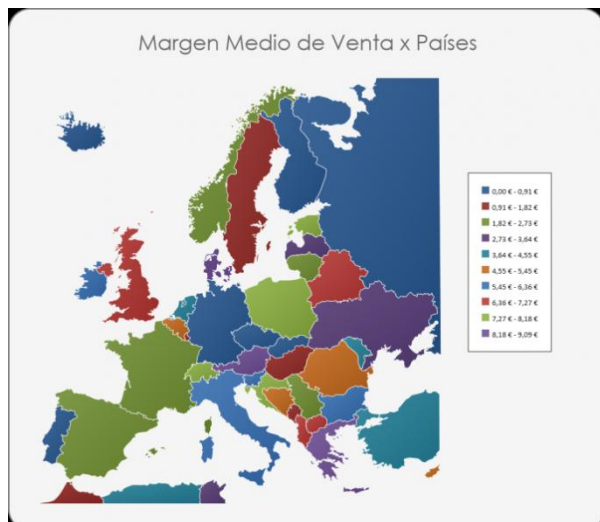 Margen Medio de Venta x Países
0,00 € - 0,91 €
0,91 € - 1,82 €
1,82 € - 2,73 €
2,73 € - 3,64 €
3,64 € - 4,55 €
4,55 € - 5,45 €
5,45 € - 6,36 €
6,36 € - 7,27 €
7,27 € - 8,18 €
8,18 € - 9,09 €